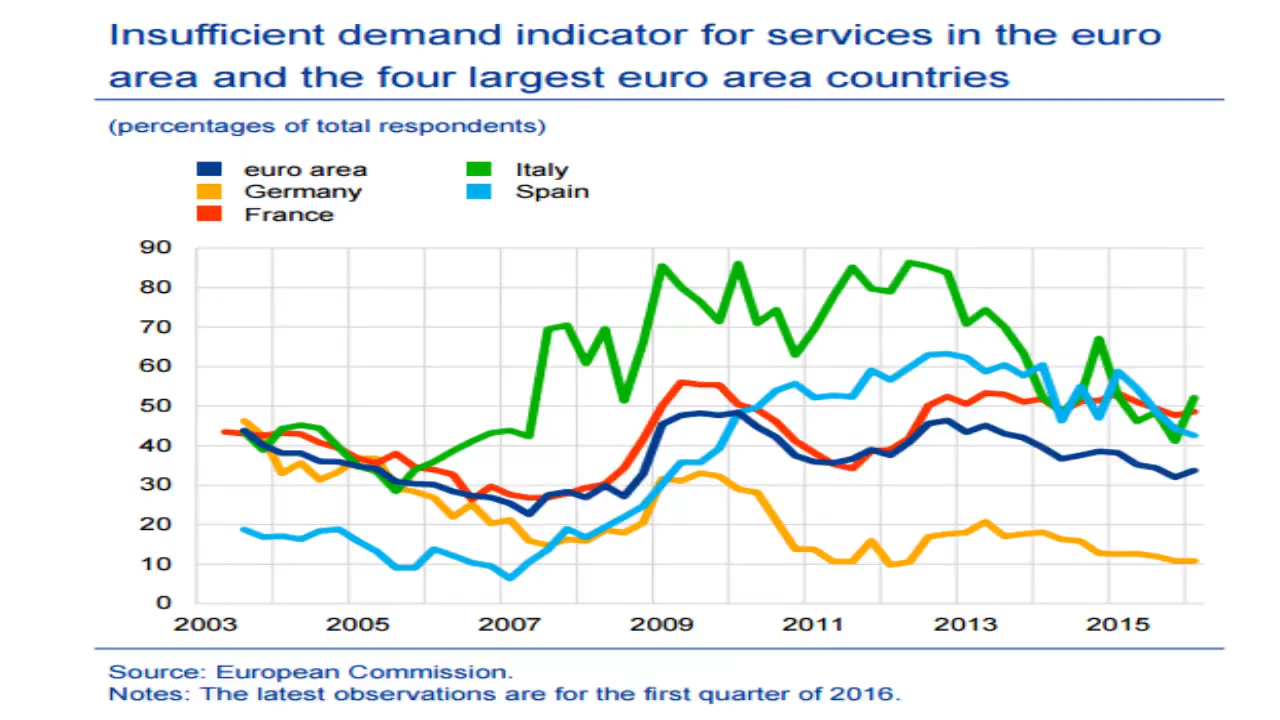 Insufficient demand indicator for services in the euro
area and the four largest euro area countries
(percentages of total respondents)
euro area
Germany
France
Italy
Spain
90
80
70
60
50
40
30
20
10
0
2003 2005 2007 2009 2011 2013 2015
Source: European Commission.
Notes: The latest observations are for the first quarter of 2016.